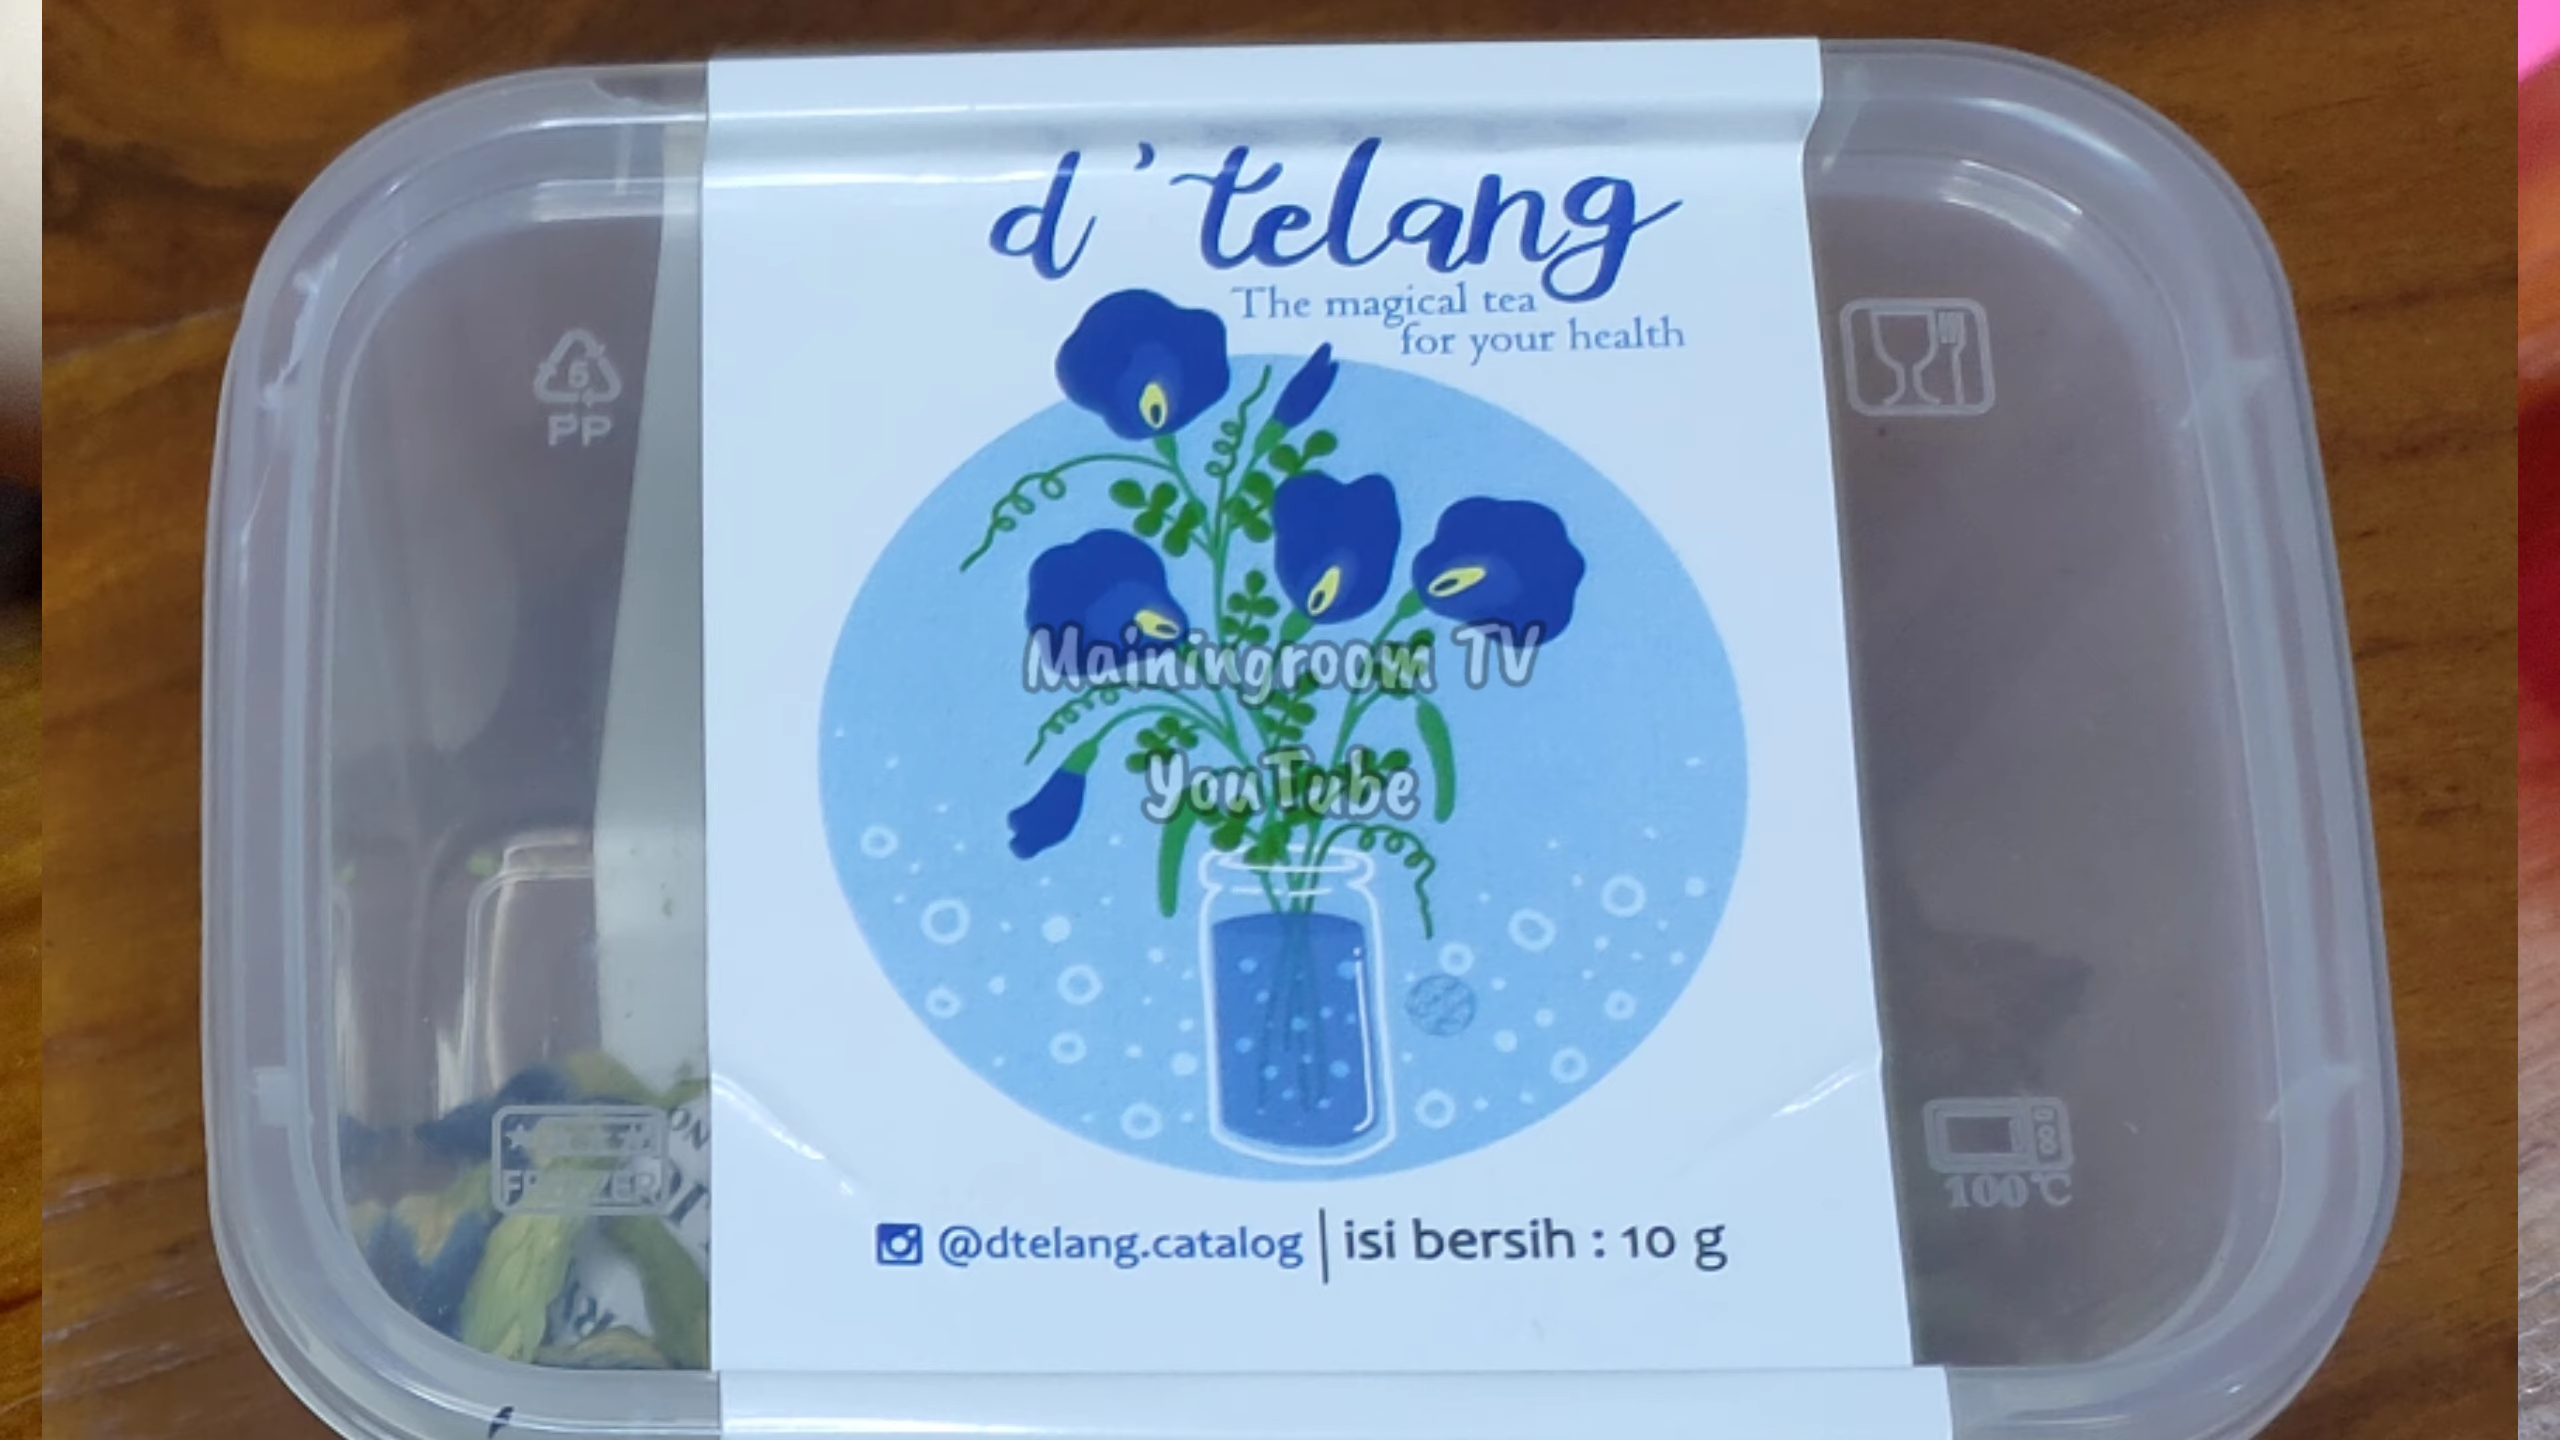 d'telang
The magical tea
for your health
5
PP
Mainingroom TV
YouTube
FREEZER
100°C
@dtelang.catalog | isi bersih : 10 g